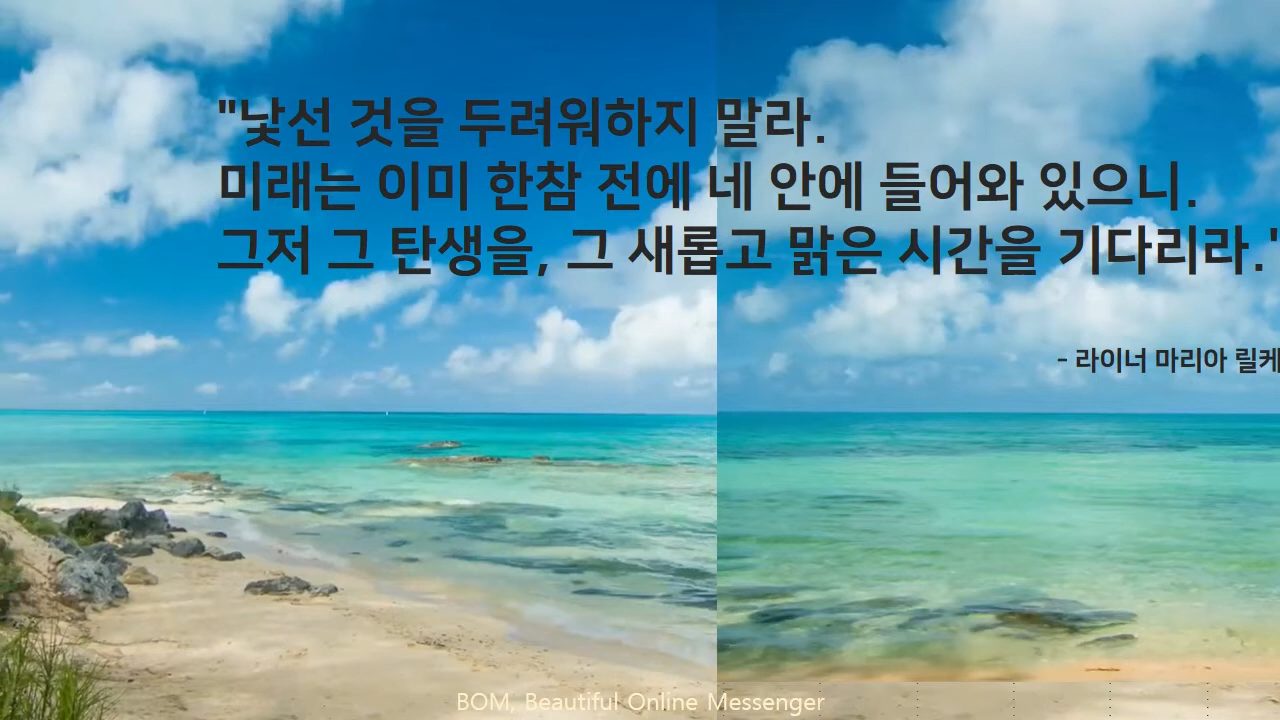 "낯선 것을 두려워하지 말라.
미래는 이미 한참 전에 네 안에 들어와 있으니.
그저 그 탄생을, 그 새롭고 맑은 시간을 기다리라."
- 라이너 마리아 릴케
BOM, Beautiful Online Messenger